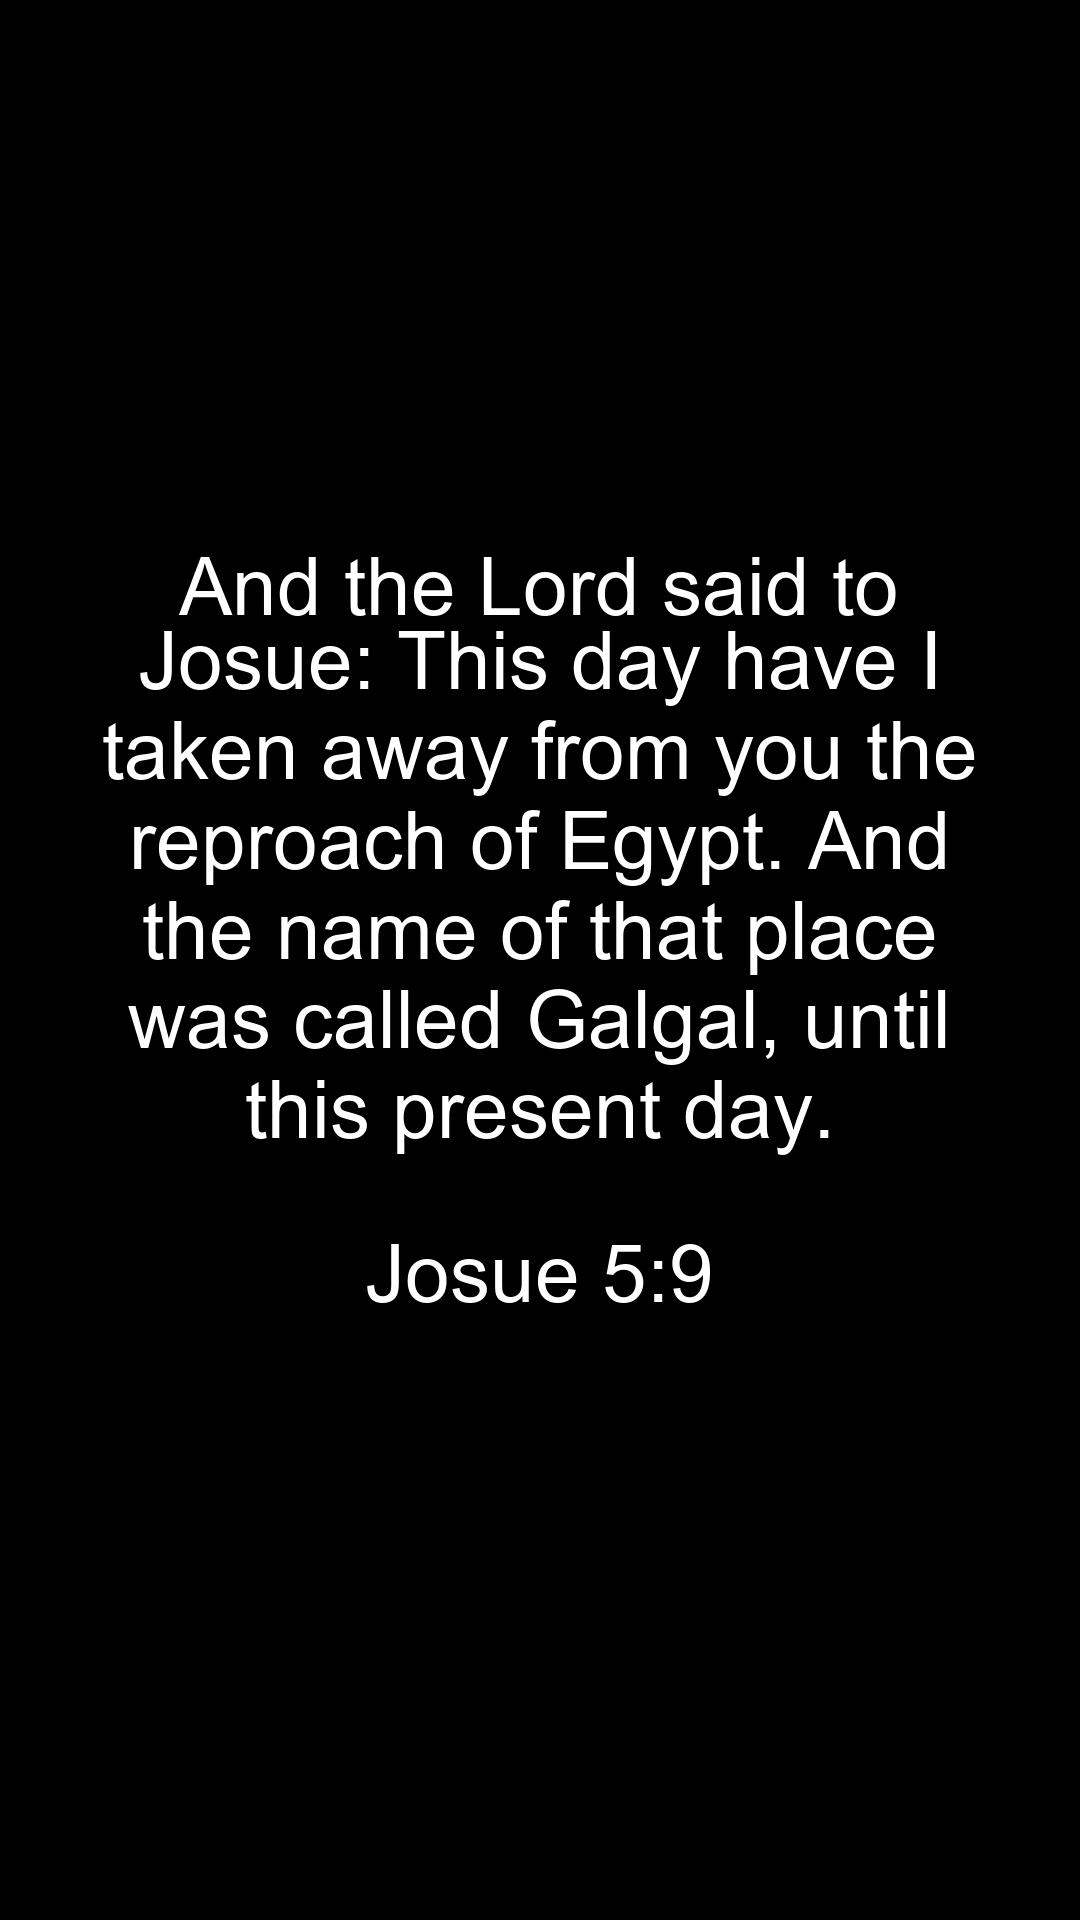 And the Lord said to
Josue: This day have I
taken away from you the
reproach of Egypt. And
the name of that place
was called Galgal, until
this present day.
Josue 5:9